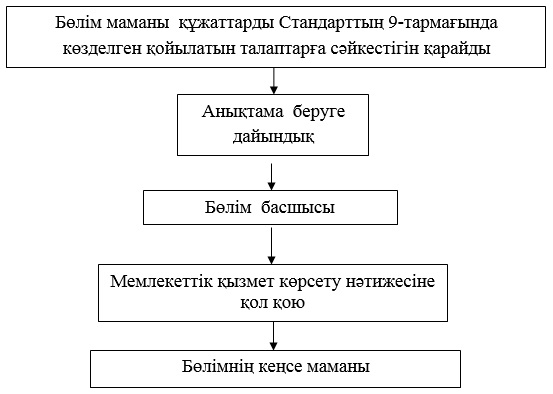 Бөлім маманы құжаттарды Стандарттың 9-тармағында
көзделген қойылатын талаптарға сәйкестігін қарайды
Анықтама беруге
дайындық
Бөлім басшысы
Мемлекеттік қызмет көрсету нәтижесіне
қол қою
Бөлімнің кеңсе маманы